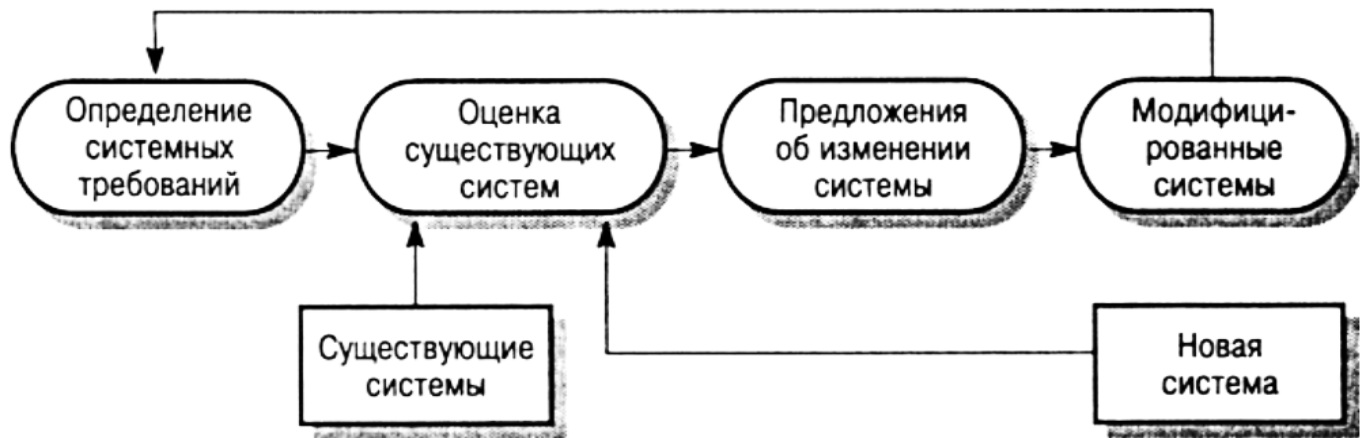 Определение
системных
требований
Оценка
существующих
систем
Предложения
об изменении
системы
Модифици-
рованные
системы
Существующие
системы
Новая
система